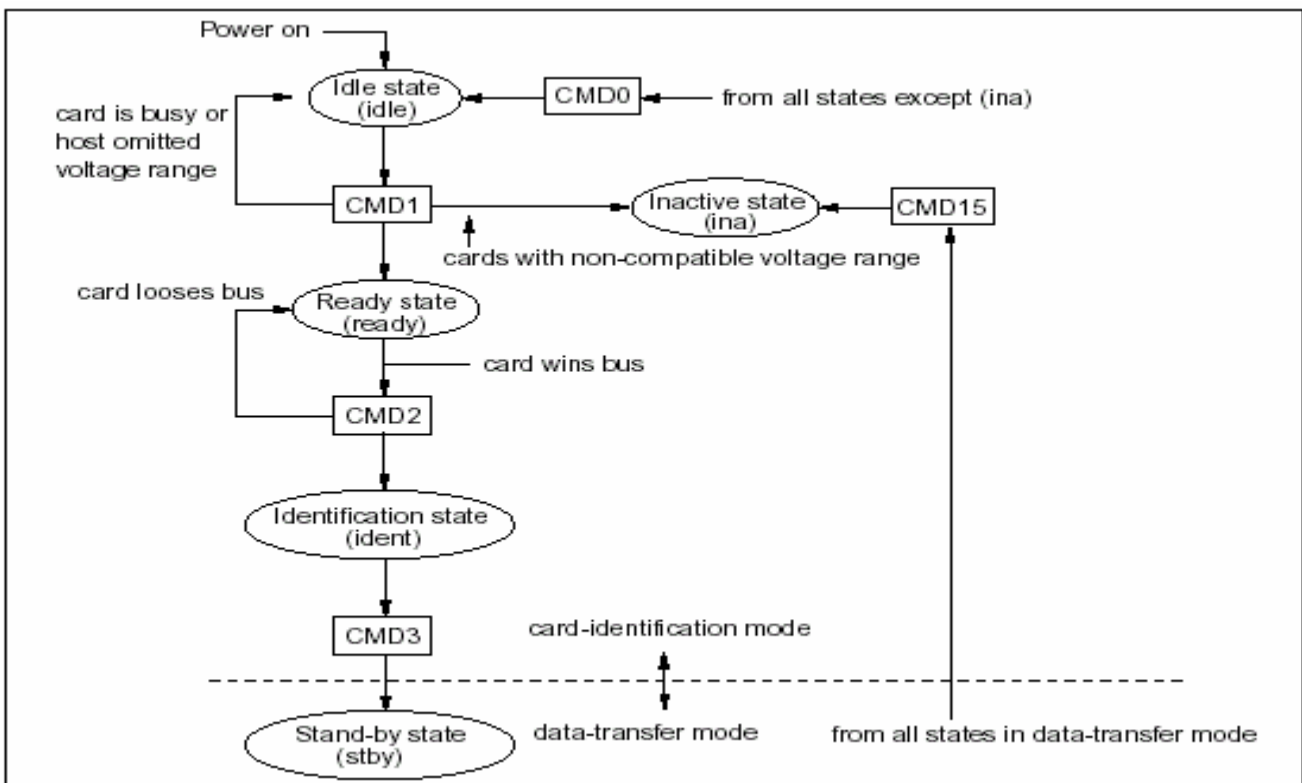 Power on
Idle state
(idle)
CMD0
from all states except (ina)
card is busy or
host omitted
voltage range
CMD1
Inactive state
(ina)
CMD15
cards with non-compatible voltage range
card looses bus
Ready state
(ready)
card wins bus
CMD2
Identification state
(ident)
CMD3
card-identification mode
Stand-by state
(stby)
data-transfer mode
from all states in data-transfer mode